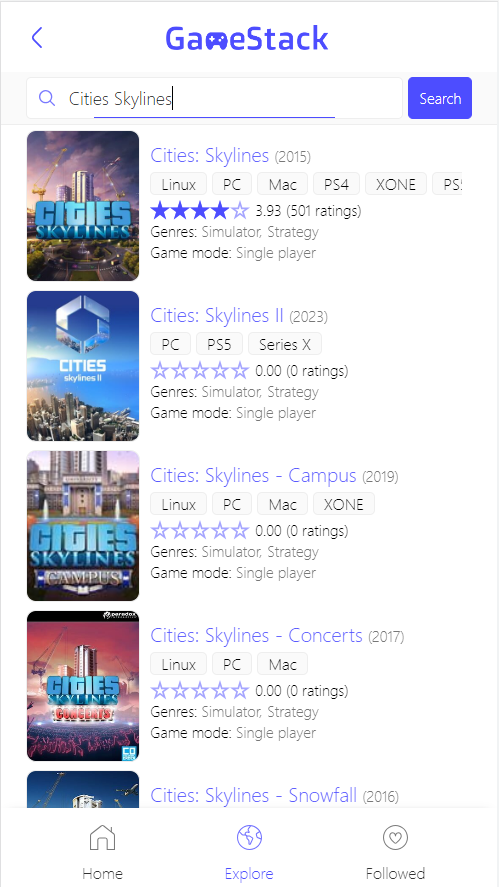 GameStack
Cities Skylines
Search
Cities: Skylines (2015)
Linux PC Mac PS4 XONE PS5
3.93 (501 ratings)
Genres: Simulator, Strategy
Game mode: Single player
CITIES
SKYLINES
Cities: Skylines II (2023)
PC PS5 Series X
0.00 (0 ratings)
Genres: Simulator, Strategy
Game mode: Single player
CITIES
skylines II
Cities: Skylines - Campus (2019)
Linux PC Mac XONE
0.00 (0 ratings)
Genres: Simulator, Strategy
Game mode: Single player
CITIES
SKYLINES
CAMPUS
Cities: Skylines - Concerts (2017)
Linux PC Mac
0.00 (0 ratings)
Genres: Simulator, Strategy
Game mode: Single player
paradox
CITIES
SKYLINES
CONCERTS
Cities: Skylines - Snowfall (2016)
Home Explore Followed